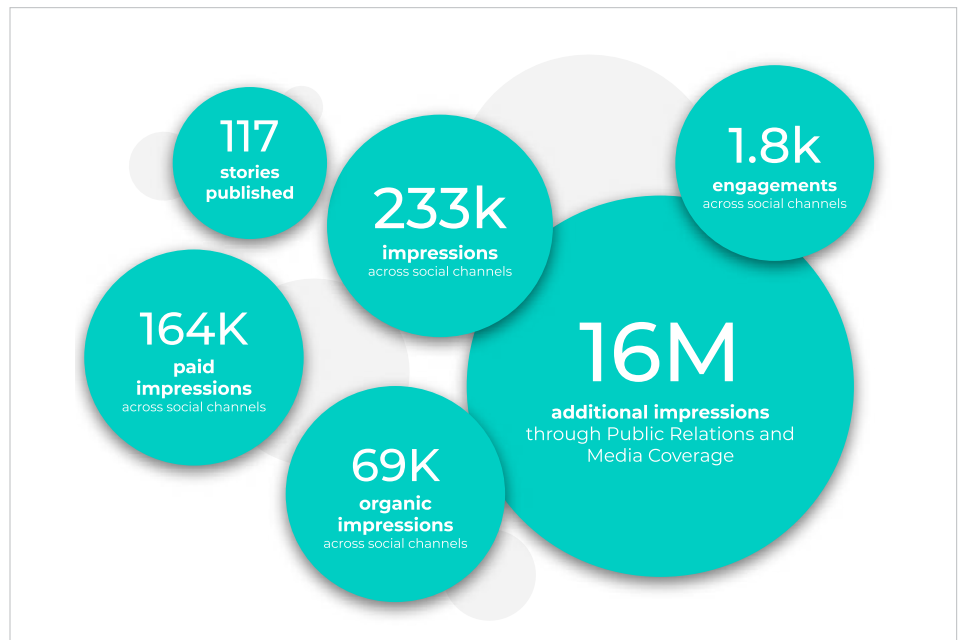 117
stories
published
233k
impressions
across social channels
1.8k
engagements
across social channels
164K
paid
impressions
across social channels
16M
additional impressions
through Public Relations and
Media Coverage
69K
organic
impressions
across social channels